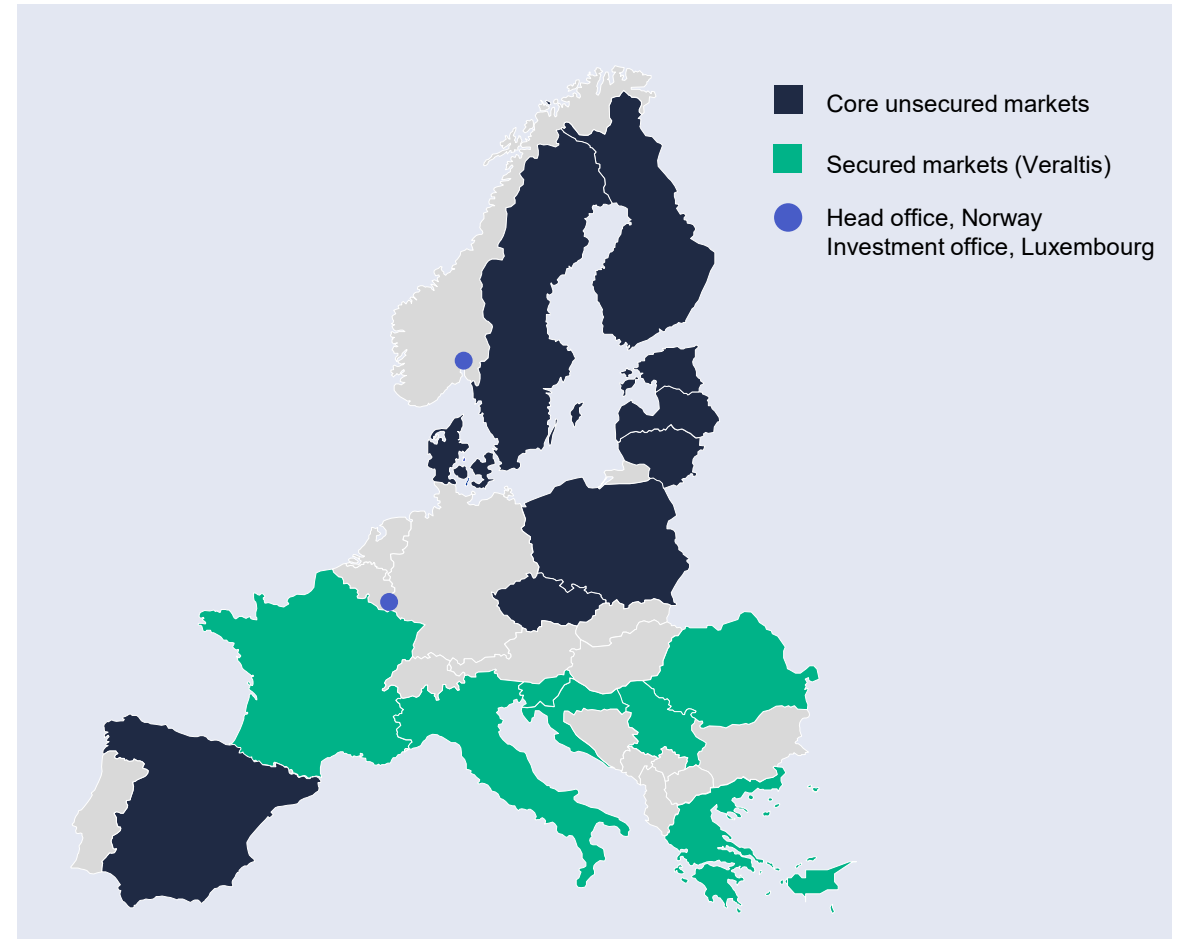 Core unsecured markets
Secured markets (Veraltis)
Head office, Norway
Investment office, Luxembourg